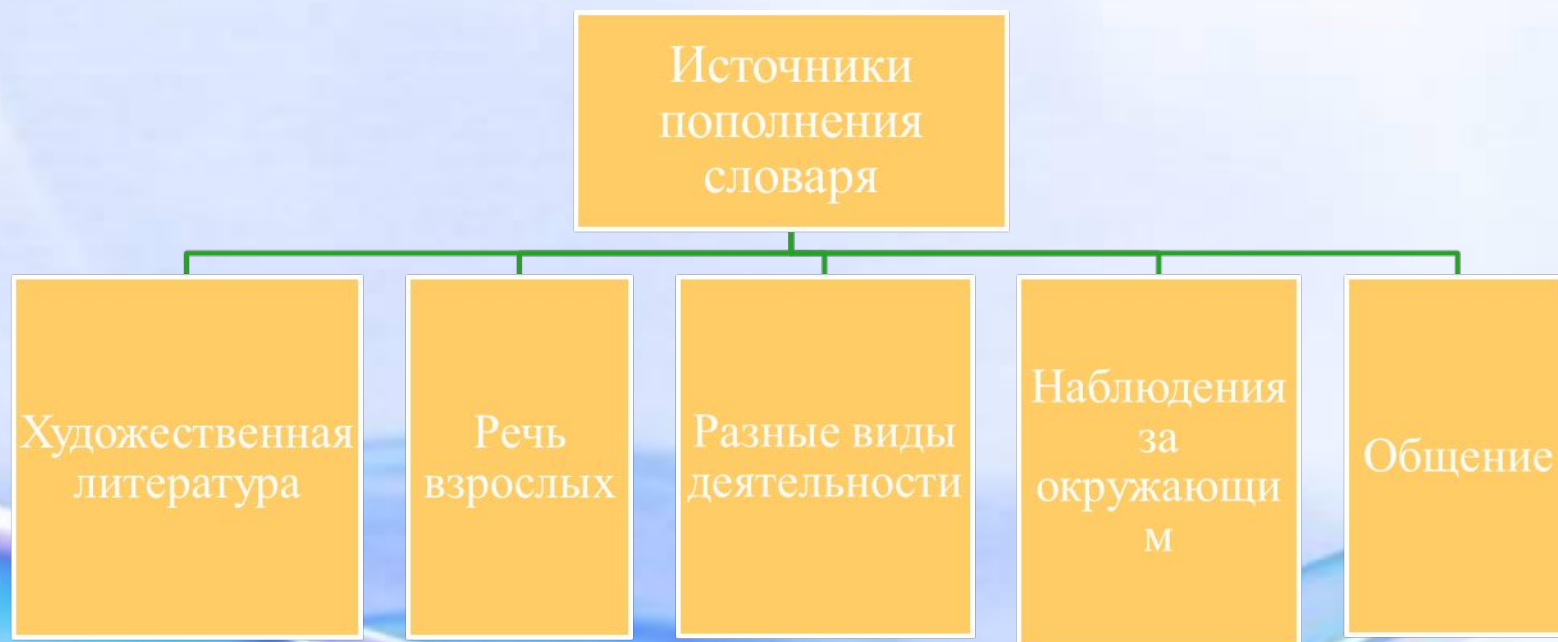 Источники
пополнения
словаря
Художественная
литература
Речь
взрослых
Разные виды
деятельности
Наблюдения
за
окружающи
м
Общение